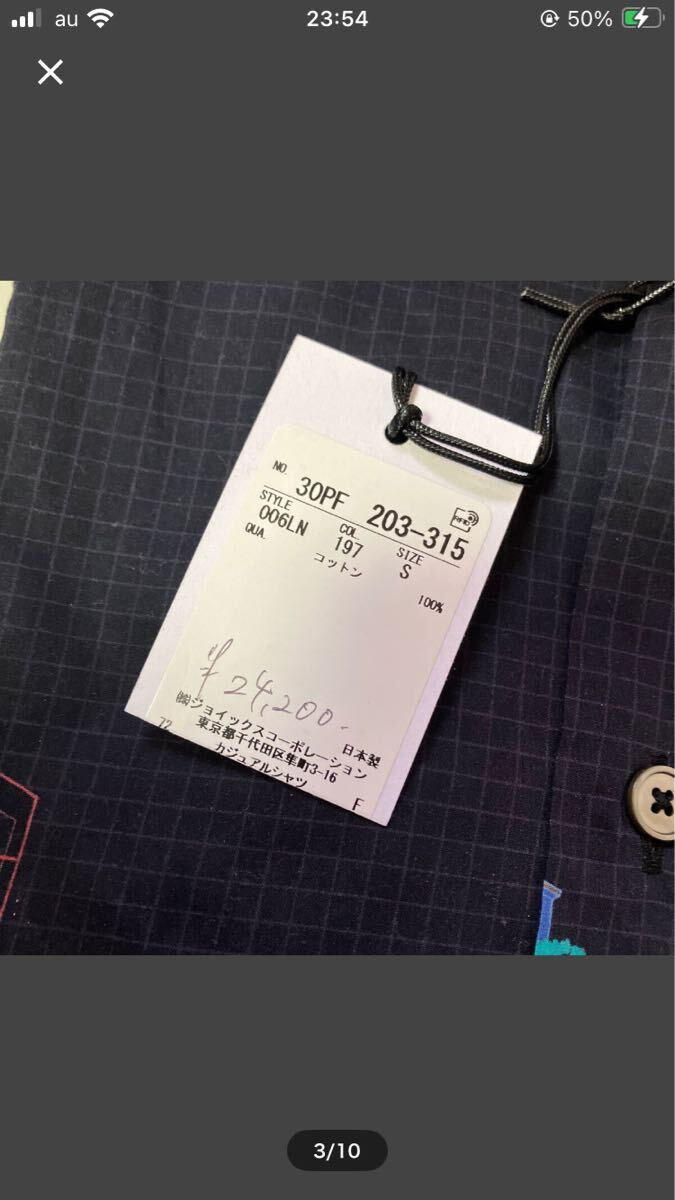 au 23:54 50%
NO. 30PF 203-315
RFID
STYLE COL. SIZE
006LN 197 S
QUA. コットン 100%
¥24,200-
日本製
㈱ジョイックスコーポレーション
東京都千代田区隼町3-16
カジュアルシャツ
72
F
3/10